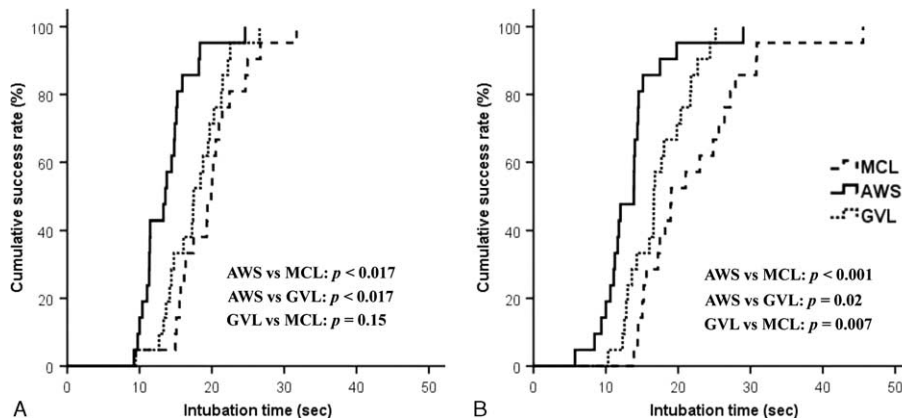 Cumulative success rate (%)
100
80
60
40
20
0
AWS vs MCL: p < 0.017
AWS vs GVL: p < 0.017
GVL vs MCL: p = 0.15
0 10 20 30 40 50
A
Intubation time (sec)
Cumulative success rate (%)
100
80
60
40
20
0
MCL
AWS
GVL
AWS vs MCL: p < 0.001
AWS vs GVL: p = 0.02
GVL vs MCL: p = 0.007
0 10 20 30 40 50
B
Intubation time (sec)